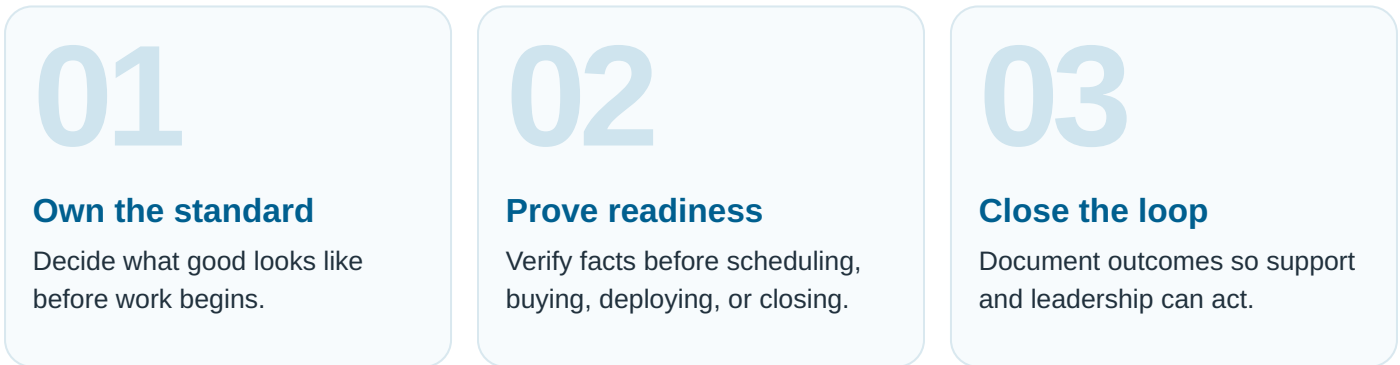 01
Own the standard
Decide what good looks like
before work begins.
02
Prove readiness
Verify facts before scheduling,
buying, deploying, or closing.
03
Close the loop
Document outcomes so support
and leadership can act.